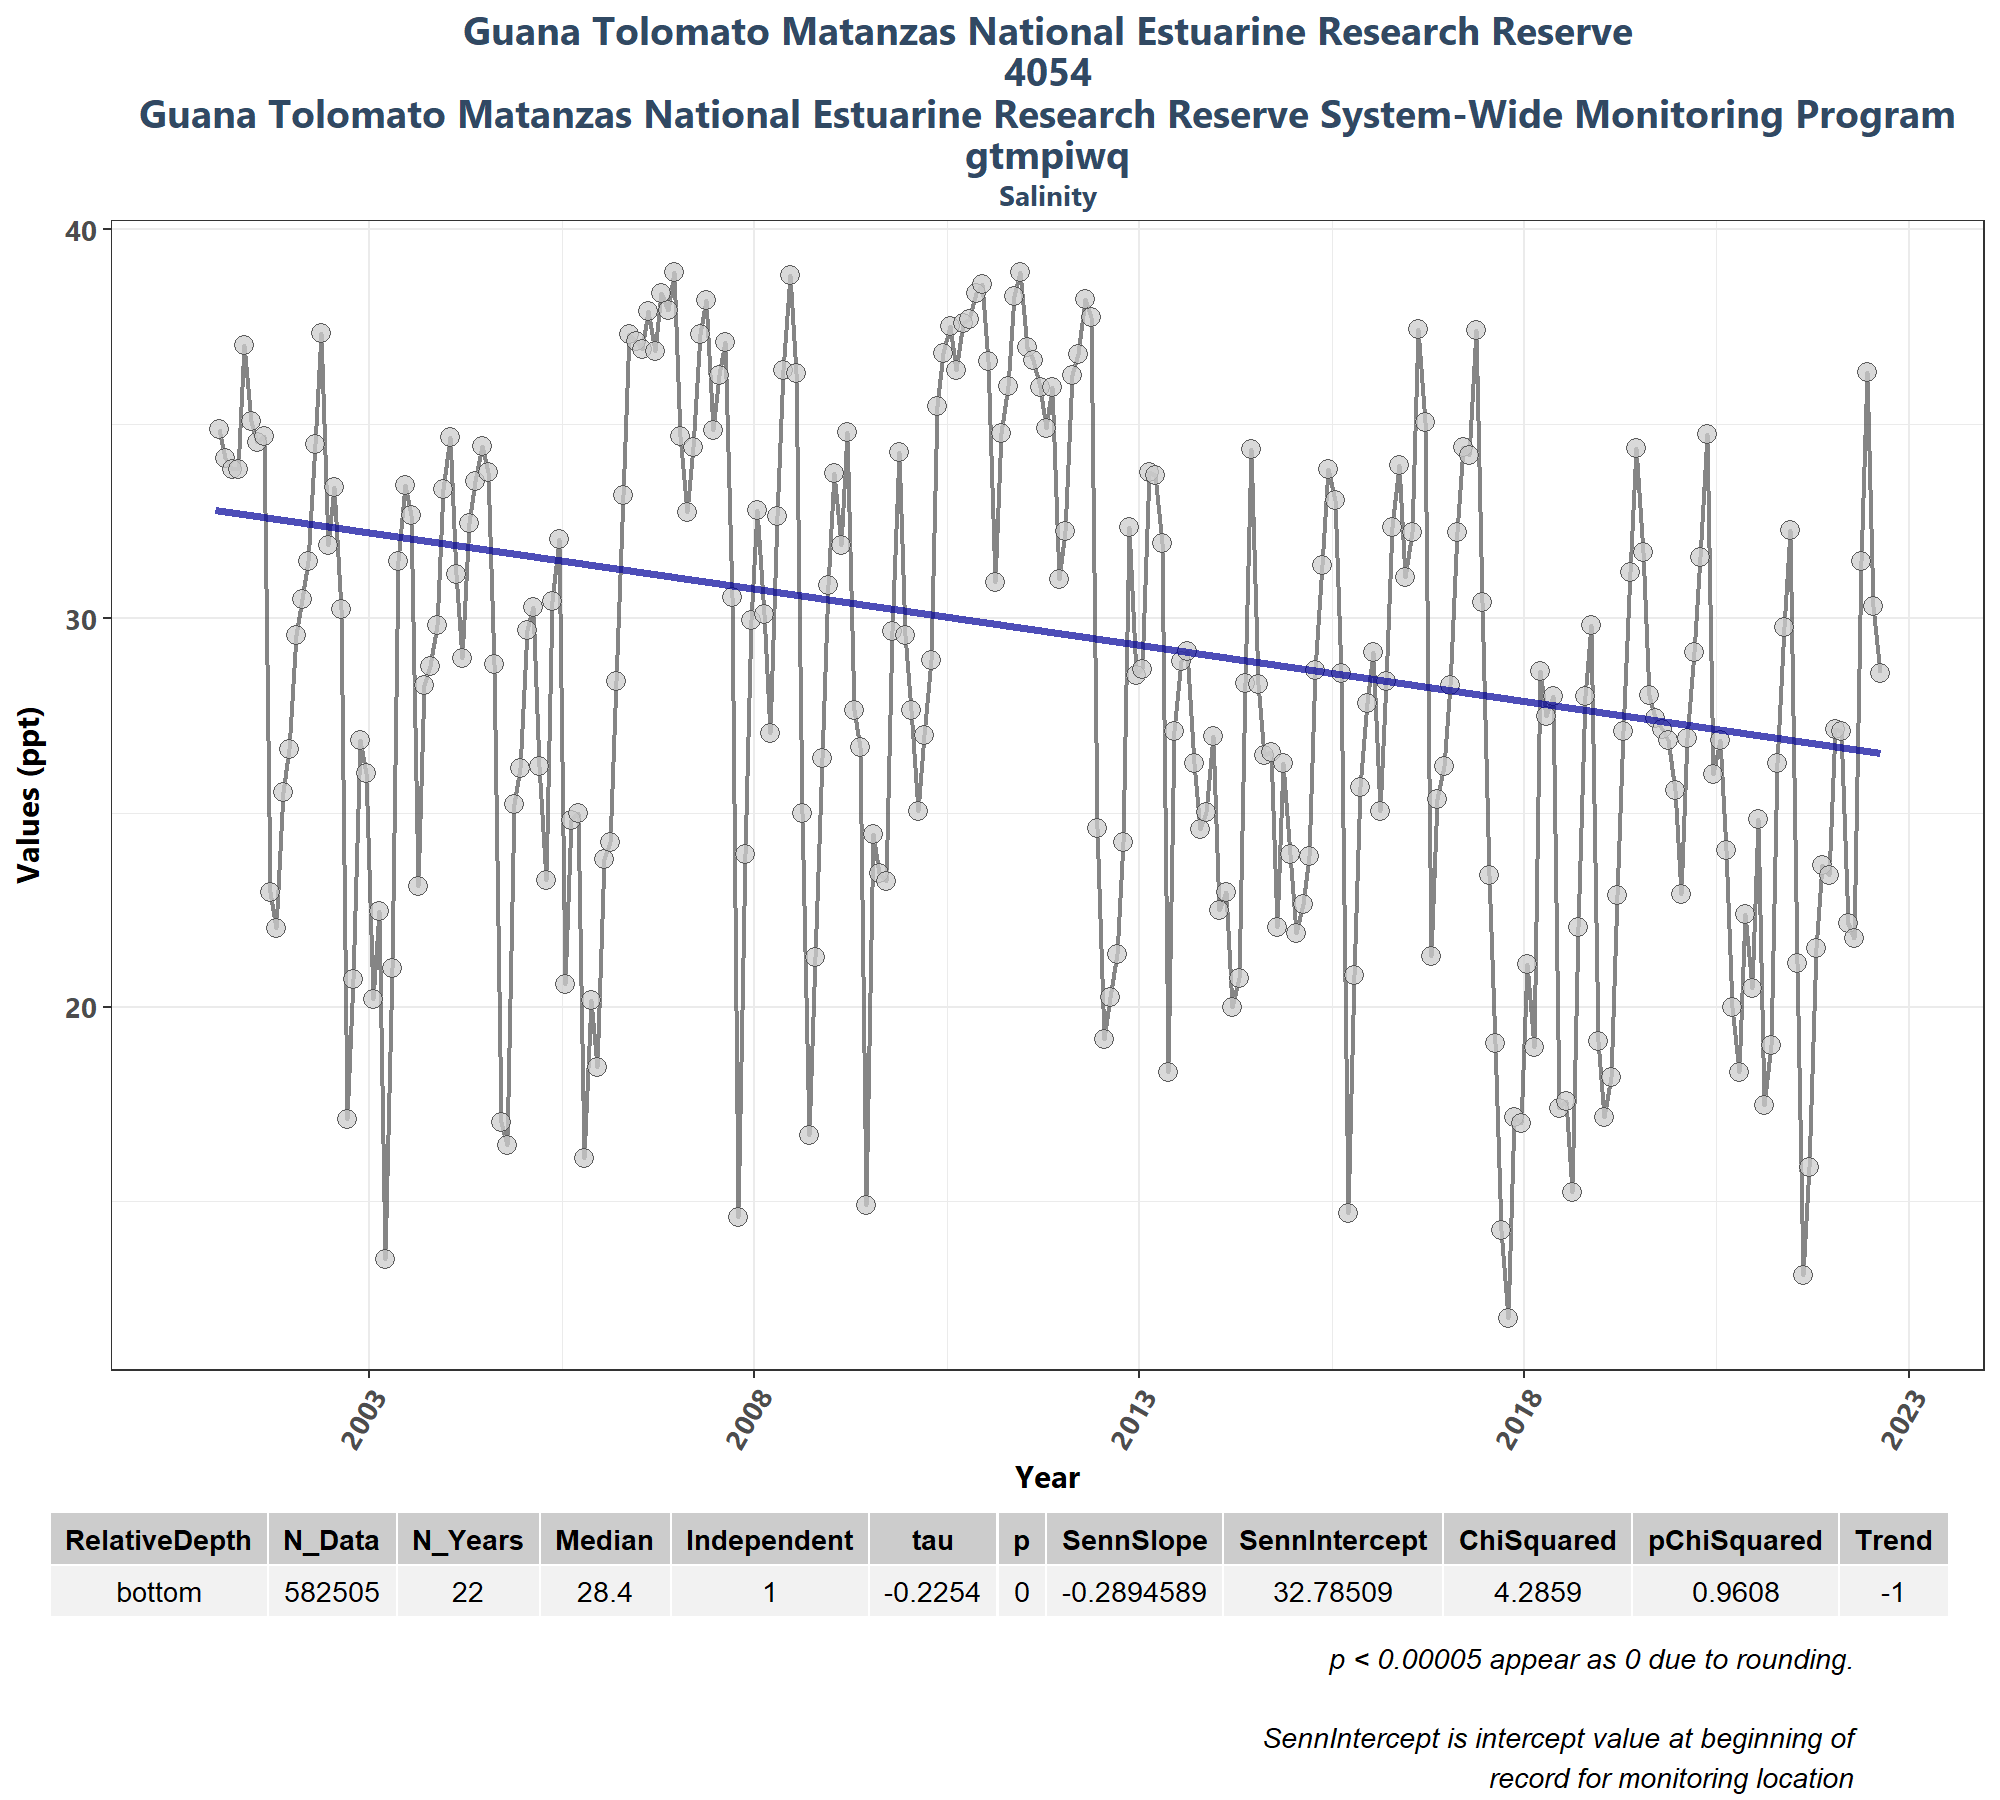 Guana Tolomato Matanzas National Estuarine Research Reserve
4054
Guana Tolomato Matanzas National Estuarine Research Reserve System-Wide Monitoring Program
gtmpiwq
Salinity
40
30
20
Values (ppt)
2003 2008 2013 2018 2023
Year
RelativeDepth N_Data N_Years Median Independent tau p SennSlope SennIntercept ChiSquared pChiSquared Trend
bottom 582505 22 28.4 1 -0.2254 0 -0.2894589 32.78509 4.2859 0.9608 -1
p < 0.00005 appear as 0 due to rounding.
SennIntercept is intercept value at beginning of
record for monitoring location